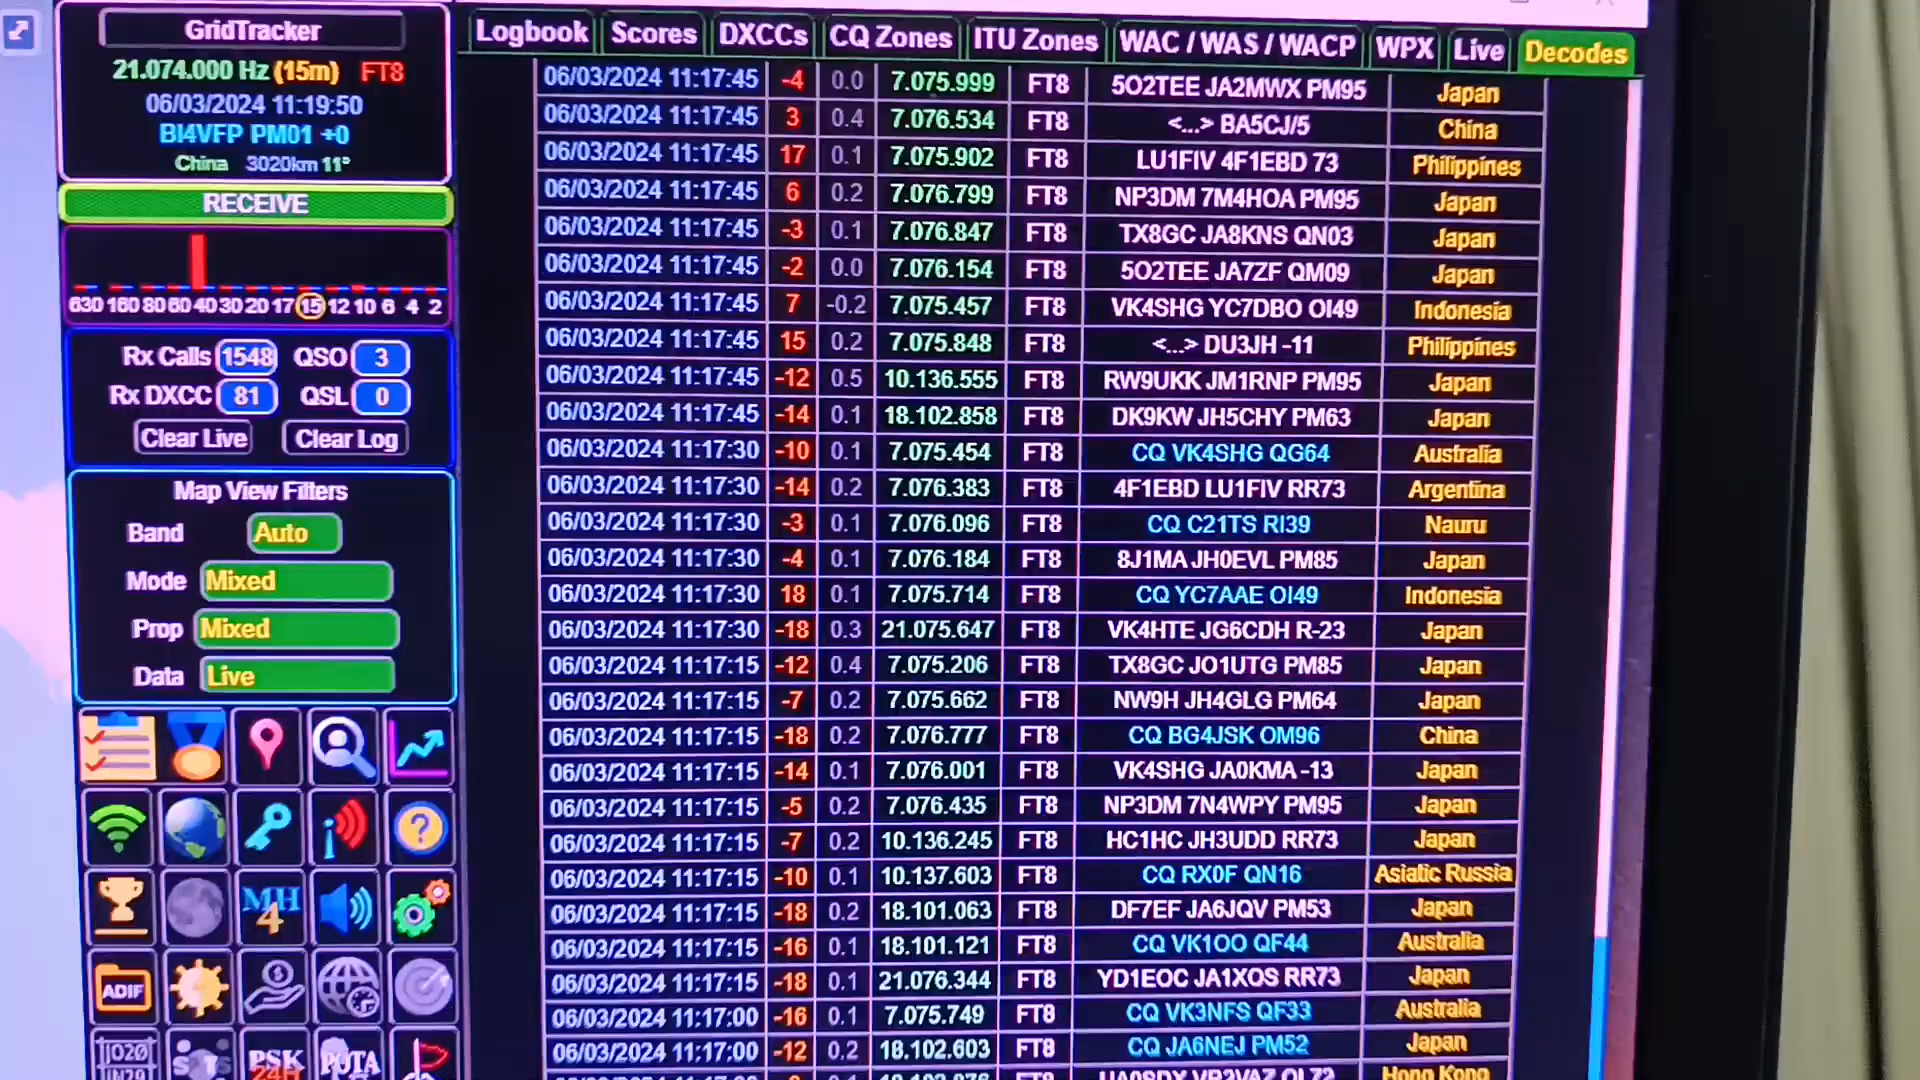 GridTracker
21.074.000 Hz (15m) FT8
06/03/2024 11:19:50
BI4VFP PM01 +0
China 3020km 11°
RECEIVE
630 160 80 60 40 30 20 17 15 12 10 6 4 2
Rx Calls 1548 QSO 3
Rx DXCC 81 QSL 0
Clear Live Clear Log
Map View Filters
Band Auto
Mode Mixed
Prop Mixed
Data Live
MH
4
ADIF
JO20
PSK
24H
POTA
Logbook Scores DXCCs CQ Zones ITU Zones WAC / WAS / WACP WPX Live Decodes
06/03/2024 11:17:45 -4 0.0 7.075.999 FT8 5O2TEE JA2MWX PM95 Japan
06/03/2024 11:17:45 3 0.4 7.076.534 FT8 <...> BA5CJ/5 China
06/03/2024 11:17:45 17 0.1 7.075.902 FT8 LU1FIV 4F1EBD 73 Philippines
06/03/2024 11:17:45 6 0.2 7.076.799 FT8 NP3DM 7M4HOA PM95 Japan
06/03/2024 11:17:45 -3 0.1 7.076.847 FT8 TX8GC JA8KNS QN03 Japan
06/03/2024 11:17:45 -2 0.0 7.076.154 FT8 5O2TEE JA7ZF QM09 Japan
06/03/2024 11:17:45 7 -0.2 7.075.457 FT8 VK4SHG YC7DBO OI49 Indonesia
06/03/2024 11:17:45 15 0.2 7.075.848 FT8 <...> DU3JH -11 Philippines
06/03/2024 11:17:45 -12 0.5 10.136.555 FT8 RW9UKK JM1RNP PM95 Japan
06/03/2024 11:17:45 -14 0.1 18.102.858 FT8 DK9KW JH5CHY PM63 Japan
06/03/2024 11:17:30 -10 0.1 7.075.454 FT8 CQ VK4SHG QG64 Australia
06/03/2024 11:17:30 -14 0.2 7.076.383 FT8 4F1EBD LU1FIV RR73 Argentina
06/03/2024 11:17:30 -3 0.1 7.076.096 FT8 CQ C21TS RI39 Nauru
06/03/2024 11:17:30 -4 0.1 7.076.184 FT8 8J1MA JH0EVL PM85 Japan
06/03/2024 11:17:30 18 0.1 7.075.714 FT8 CQ YC7AAE OI49 Indonesia
06/03/2024 11:17:30 -18 0.3 21.075.647 FT8 VK4HTE JG6CDH R-23 Japan
06/03/2024 11:17:15 -12 0.4 7.075.206 FT8 TX8GC JO1UTG PM85 Japan
06/03/2024 11:17:15 -7 0.2 7.075.662 FT8 NW9H JH4GLG PM64 Japan
06/03/2024 11:17:15 -18 0.2 7.076.777 FT8 CQ BG4JSK OM96 China
06/03/2024 11:17:15 -14 0.1 7.076.001 FT8 VK4SHG JA0KMA -13 Japan
06/03/2024 11:17:15 -5 0.2 7.076.435 FT8 NP3DM 7N4WPY PM95 Japan
06/03/2024 11:17:15 -7 0.2 10.136.245 FT8 HC1HC JH3UDD RR73 Japan
06/03/2024 11:17:15 -10 0.1 10.137.603 FT8 CQ RX0F QN16 Asiatic Russia
06/03/2024 11:17:15 -18 0.2 18.101.063 FT8 DF7EF JA6JQV PM53 Japan
06/03/2024 11:17:15 -16 0.1 18.101.121 FT8 CQ VK1OO QF44 Australia
06/03/2024 11:17:15 -18 0.1 21.076.344 FT8 YD1EOC JA1XOS RR73 Japan
06/03/2024 11:17:00 -16 0.1 7.075.749 FT8 CQ VK3NFS QF33 Australia
06/03/2024 11:17:00 -12 0.2 18.102.603 FT8 CQ JA6NEJ PM52 Japan
FT8 Hong Kong